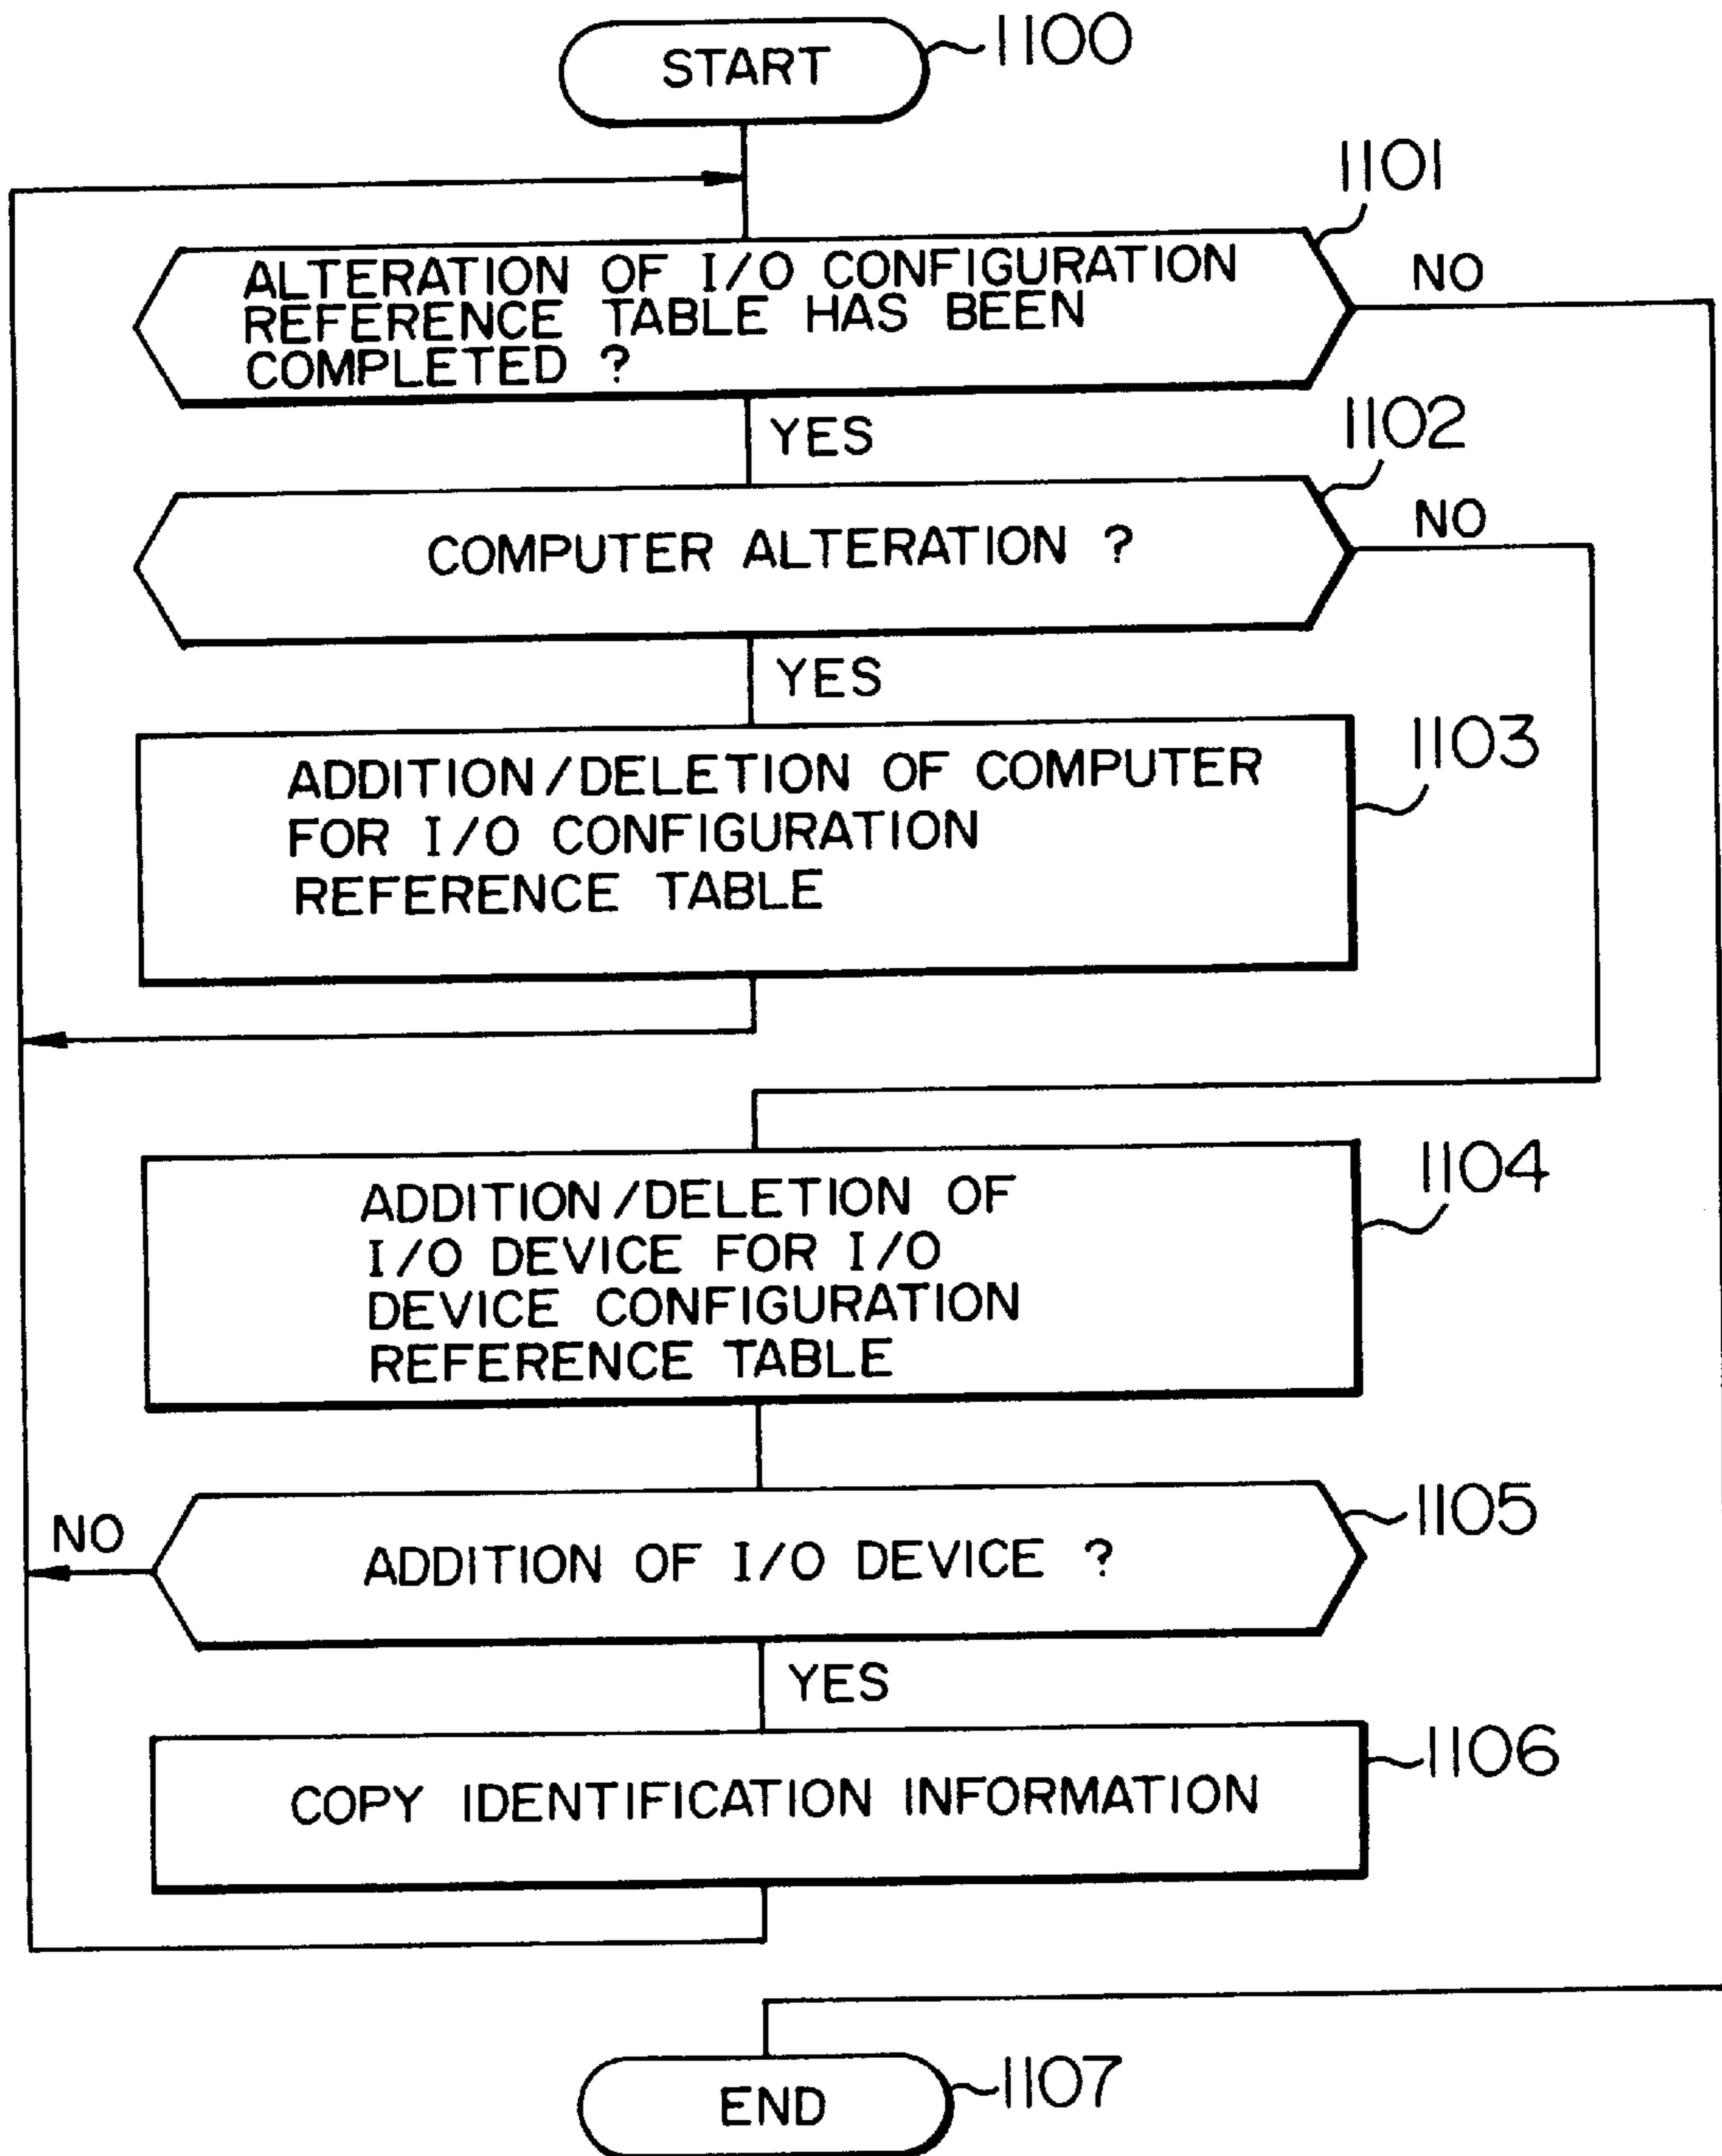 START
1100
1101
ALTERATION OF I/O CONFIGURATION
REFERENCE TABLE HAS BEEN
COMPLETED ?
NO
YES
1102
COMPUTER ALTERATION ?
NO
YES
1103
ADDITION/DELETION OF COMPUTER
FOR I/O CONFIGURATION
REFERENCE TABLE
1104
ADDITION/DELETION OF
I/O DEVICE FOR I/O
DEVICE CONFIGURATION
REFERENCE TABLE
1105
NO
ADDITION OF I/O DEVICE ?
YES
1106
COPY IDENTIFICATION INFORMATION
END
1107